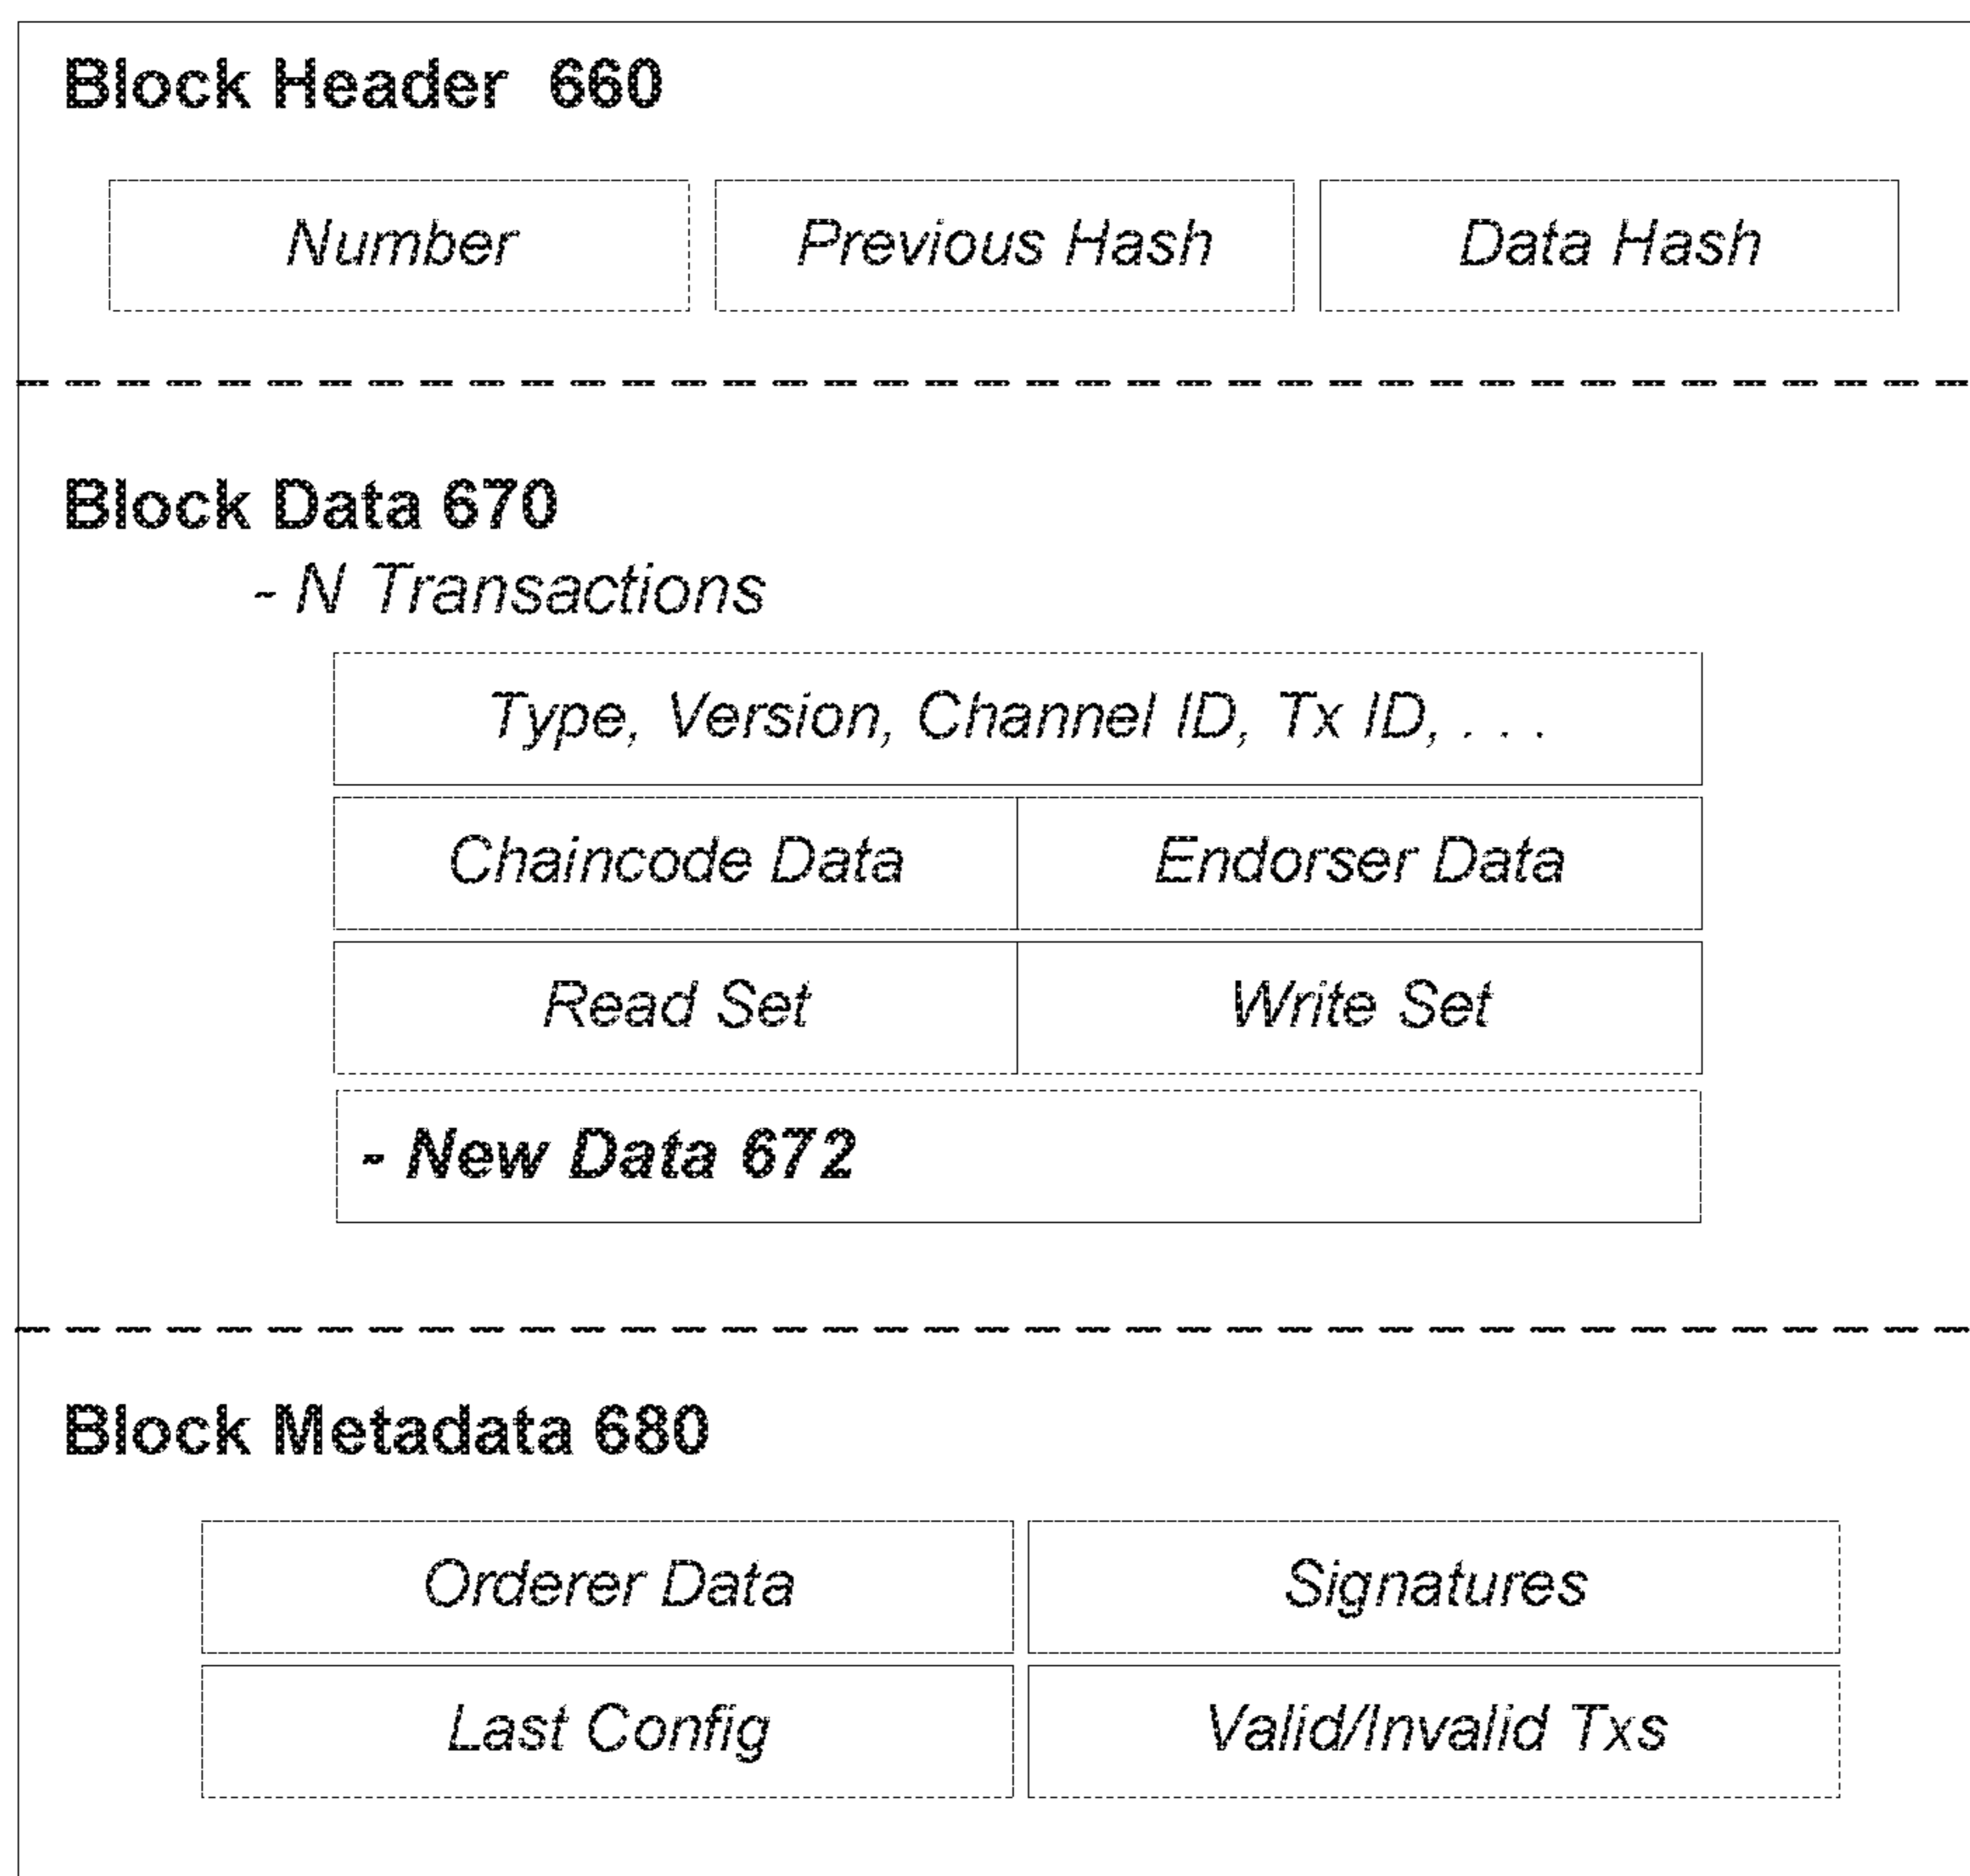 Block Header 660
Number Previous Hash Data Hash
Block Data 670
- N Transactions
Type, Version, Channel ID, Tx ID, . . .
Chaincode Data Endorser Data
Read Set Write Set
- New Data 672
Block Metadata 680
Orderer Data Signatures
Last Config Valid/Invalid Txs